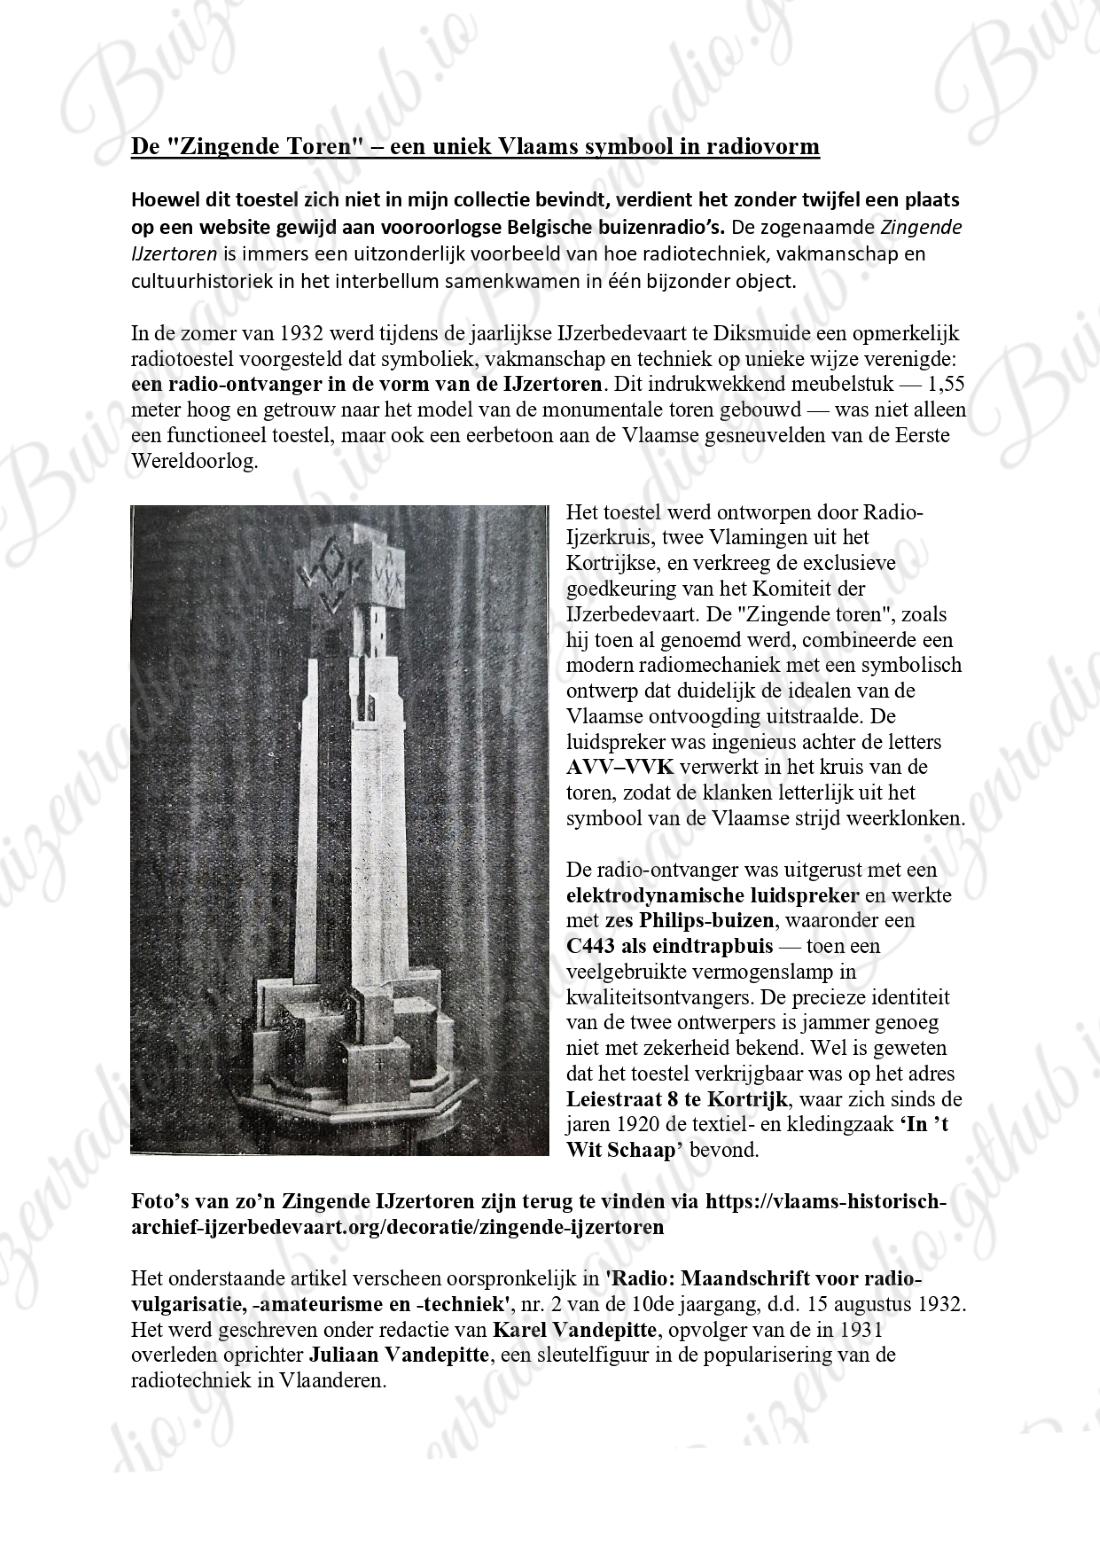 De "Zingende Toren" – een uniek Vlaams symbool in radiovorm
Hoewel dit toestel zich niet in mijn collectie bevindt, verdient het zonder twijfel een plaats
op een website gewijd aan vooroorlogse Belgische buizenradio's. De zogenaamde Zingende
IJzertoren is immers een uitzonderlijk voorbeeld van hoe radiotechniek, vakmanschap en
cultuurhistoriek in het interbellum samenkwamen in één bijzonder object.
In de zomer van 1932 werd tijdens de jaarlijkse IJzerbedevaart te Diksmuide een opmerkelijk
radiotoestel voorgesteld dat symboliek, vakmanschap en techniek op unieke wijze verenigde:
een radio-ontvanger in de vorm van de IJzertoren. Dit indrukwekkend meubelstuk — 1,55
meter hoog en getrouw naar het model van de monumentale toren gebouwd — was niet alleen
een functioneel toestel, maar ook een eerbetoon aan de Vlaamse gesneuvelden van de Eerste
Wereldoorlog.
Het toestel werd ontworpen door Radio-
Ijzerkruis, twee Vlamingen uit het
Kortrijkse, en verkreeg de exclusieve
goedkeuring van het Komiteit der
IJzerbedevaart. De "Zingende toren", zoals
hij toen al genoemd werd, combineerde een
modern radiomechaniek met een symbolisch
ontwerp dat duidelijk de idealen van de
Vlaamse ontvoogding uitstraalde. De
luidspreker was ingenieus achter de letters
AVV–VVK verwerkt in het kruis van de
toren, zodat de klanken letterlijk uit het
symbool van de Vlaamse strijd weerklonken.
De radio-ontvanger was uitgerust met een
elektrodynamische luidspreker en werkte
met zes Philips-buizen, waaronder een
C443 als eindtrapbuis — toen een
veelgebruikte vermogenslamp in
kwaliteitsontvangers. De precieze identiteit
van de twee ontwerpers is jammer genoeg
niet met zekerheid bekend. Wel is geweten
dat het toestel verkrijgbaar was op het adres
Leiestraat 8 te Kortrijk, waar zich sinds de
jaren 1920 de textiel- en kledingzaak ‘In ’t
Wit Schaap’ bevond.
Foto’s van zo’n Zingende IJzertoren zijn terug te vinden via https://vlaams-historisch-
archief-ijzerbedevaart.org/decoratie/zingende-ijzertoren
Het onderstaande artikel verscheen oorspronkelijk in 'Radio: Maandschrift voor radio-
vulgarisatie, -amateurisme en -techniek', nr. 2 van de 10de jaargang, d.d. 15 augustus 1932.
Het werd geschreven onder redactie van Karel Vandepitte, opvolger van de in 1931
overleden oprichter Juliaan Vandepitte, een sleutelfiguur in de popularisering van de
radiotechniek in Vlaanderen.
Buizenradio.github.io